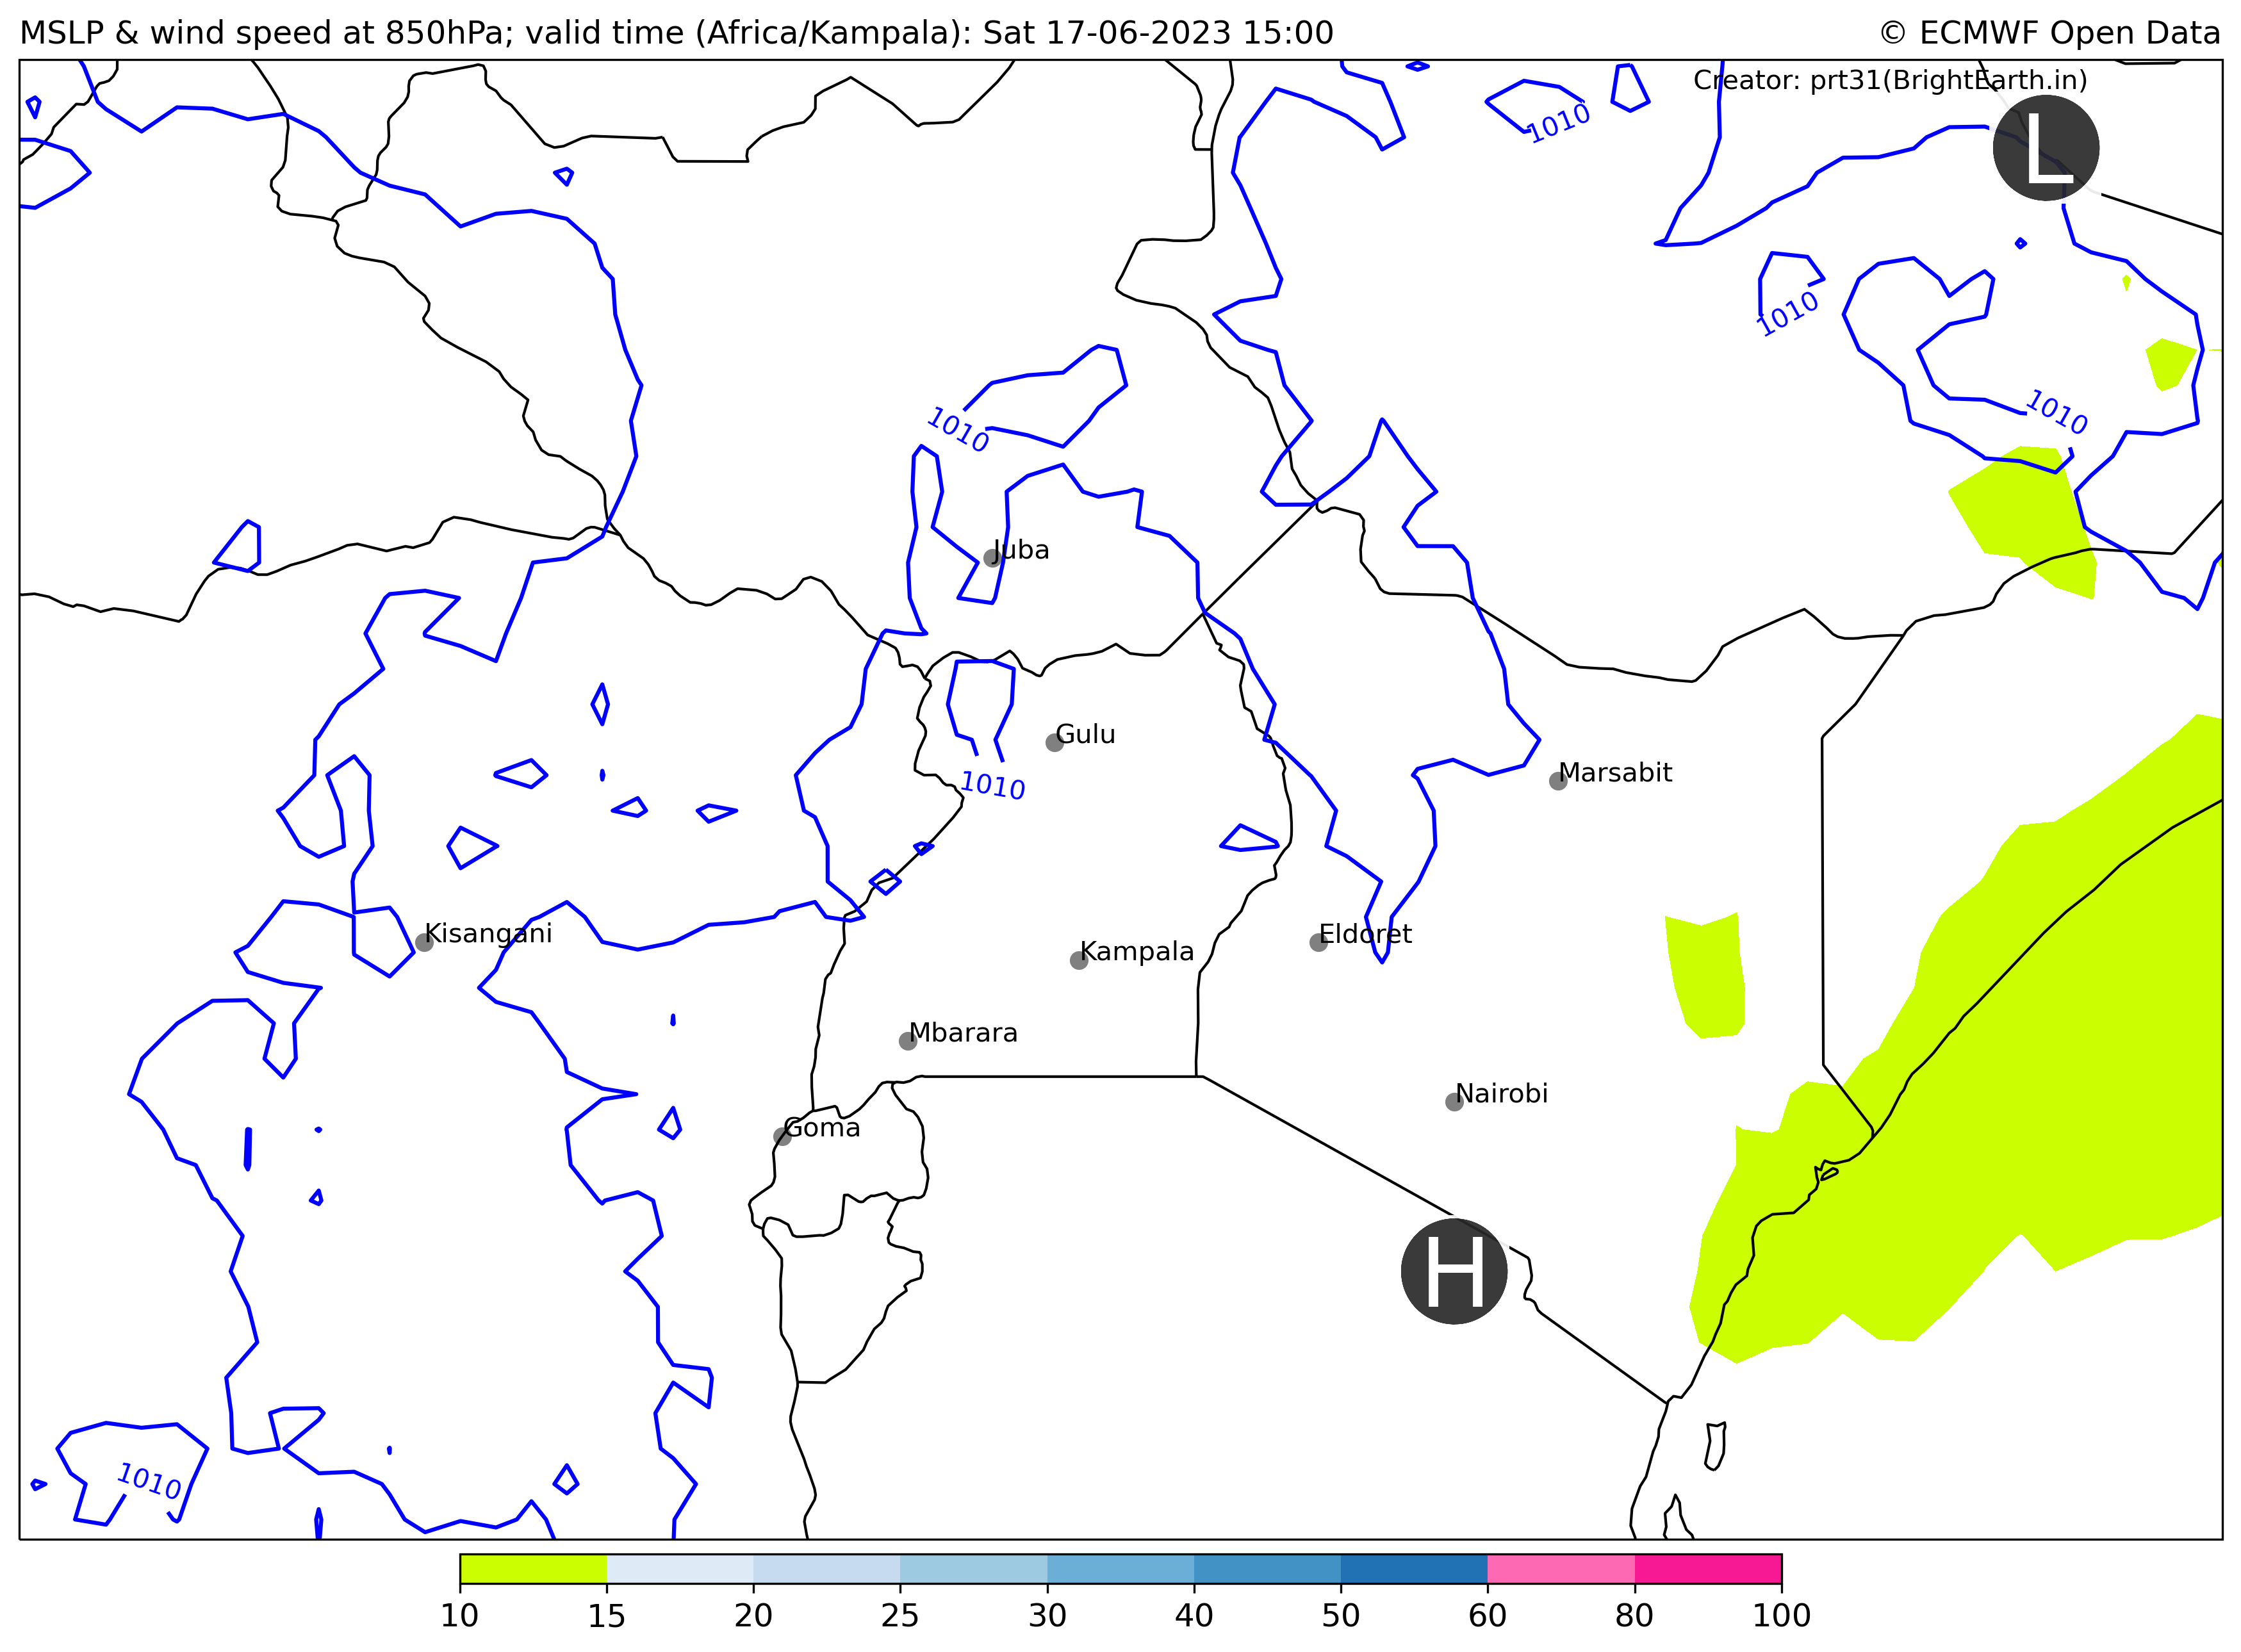 MSLP & wind speed at 850hPa; valid time (Africa/Kampala): Sat 17-06-2023 15:00
© ECMWF Open Data
Creator: prt31(BrightEarth.in)
L
1010
1010
1010
1010
Juba
Gulu
1010
Marsabit
Kisangani
Eldoret
Kampala
Mbarara
Nairobi
Goma
H
1010
10 15 20 25 30 40 50 60 80 100